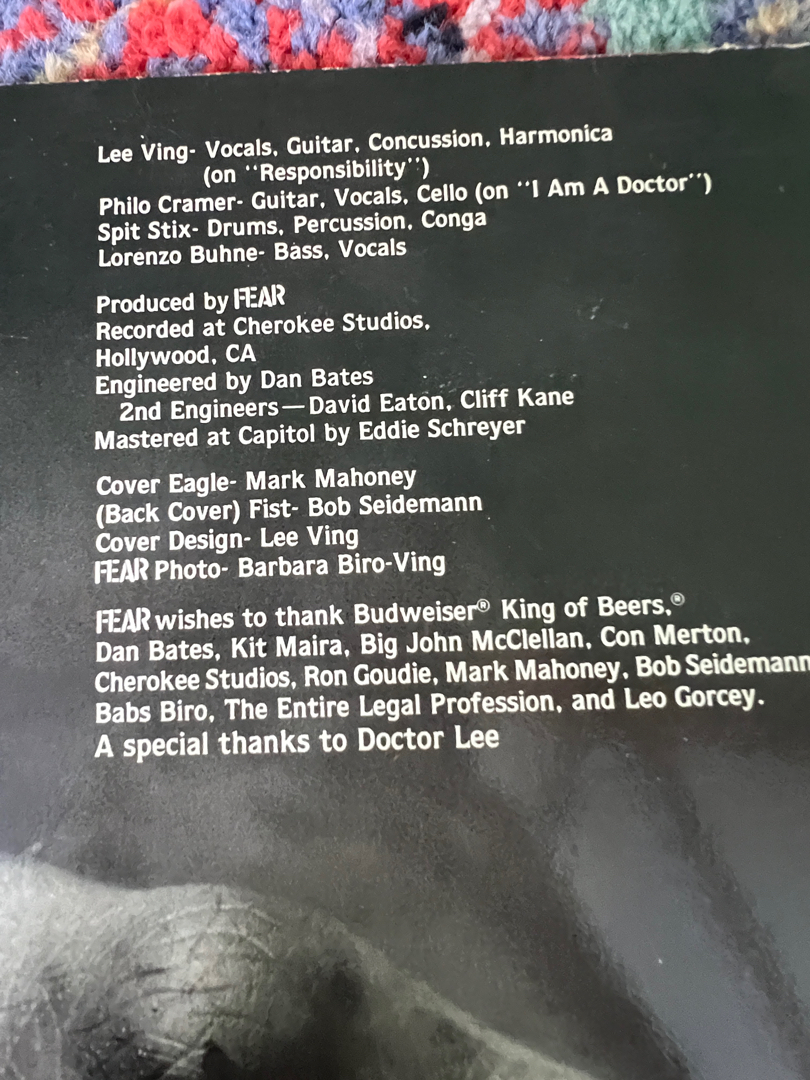 Lee Ving- Vocals, Guitar, Concussion, Harmonica
(on "Responsibility")
Philo Cramer- Guitar, Vocals, Cello (on "I Am A Doctor")
Spit Stix- Drums, Percussion, Conga
Lorenzo Buhne- Bass, Vocals
Produced by FEAR
Recorded at Cherokee Studios,
Hollywood, CA
Engineered by Dan Bates
2nd Engineers—David Eaton, Cliff Kane
Mastered at Capitol by Eddie Schreyer
Cover Eagle- Mark Mahoney
(Back Cover) Fist- Bob Seidemann
Cover Design- Lee Ving
FEAR Photo- Barbara Biro-Ving
FEAR wishes to thank Budweiser® King of Beers,®
Dan Bates, Kit Maira, Big John McClellan, Con Merton,
Cherokee Studios, Ron Goudie, Mark Mahoney, Bob Seidemann
Babs Biro, The Entire Legal Profession, and Leo Gorcey.
A special thanks to Doctor Lee